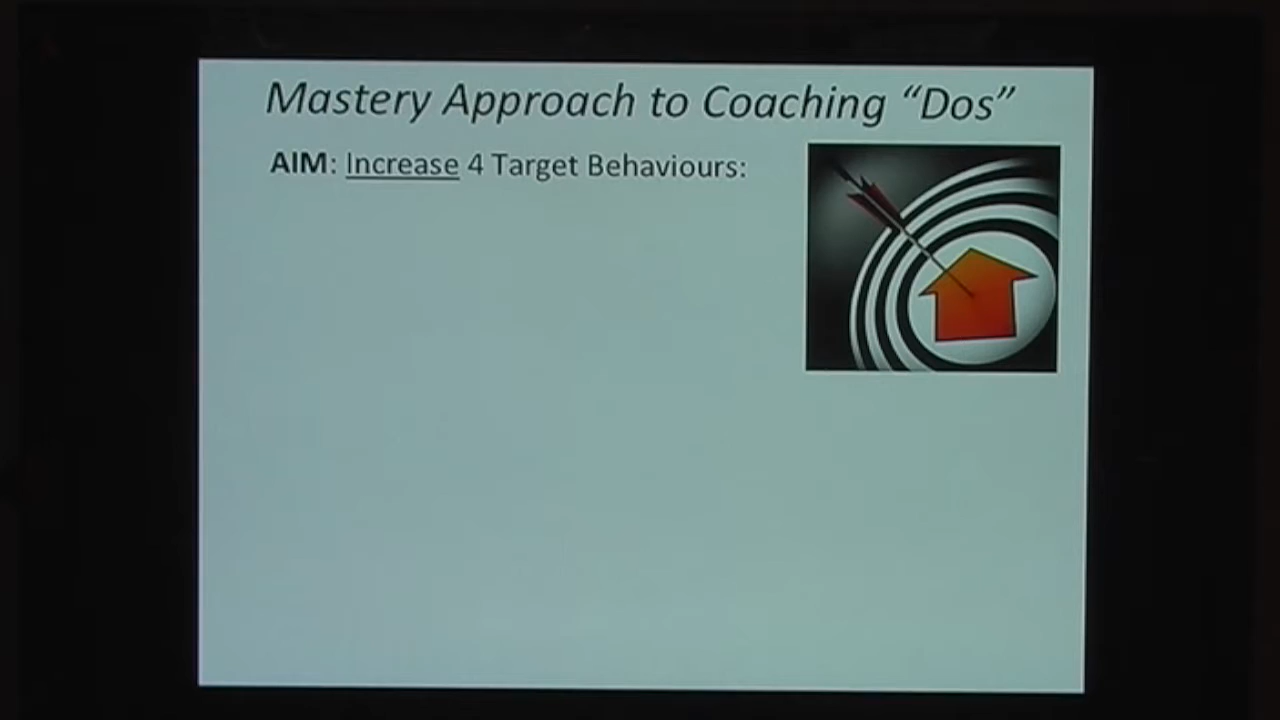 Mastery Approach to Coaching “Dos”
AIM: Increase 4 Target Behaviours: